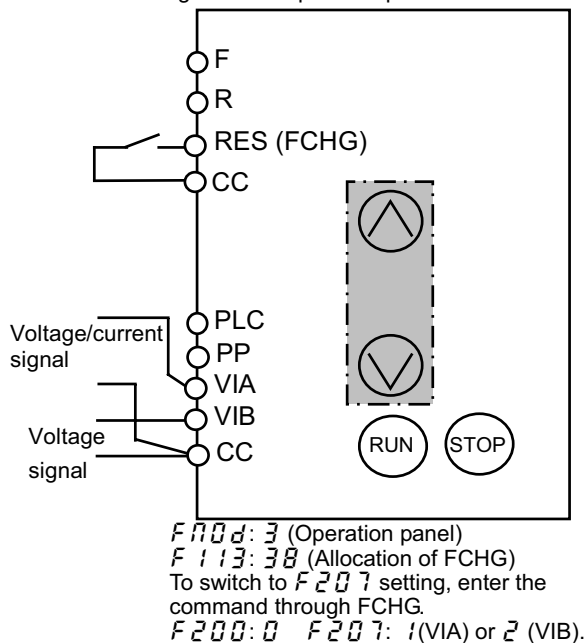 F
R
RES (FCHG)
CC
PLC
Voltage/current
signal
PP
VIA
VIB
Voltage
signal
CC
RUN
STOP
FMOd: 3 (Operation panel)
F113: 38 (Allocation of FCHG)
To switch to F207 setting, enter the
command through FCHG.
F200: 0 F207: 1(VIA) or 2 (VIB).